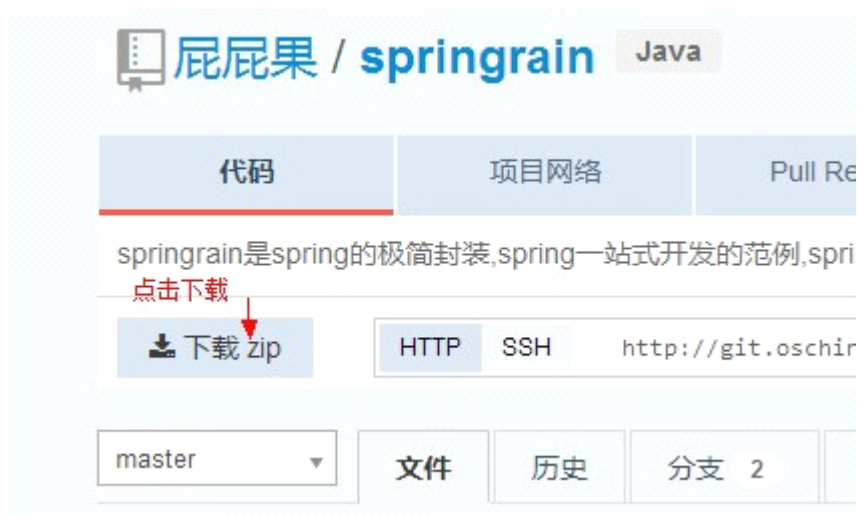 屁屁果 / springrain Java
代码 项目网络 Pull Re
springrain是spring的极简封装,spring一站式开发的范例,spri
点击下载
下载 zip HTTP SSH http://git.oschin
master 文件 历史 分支 2